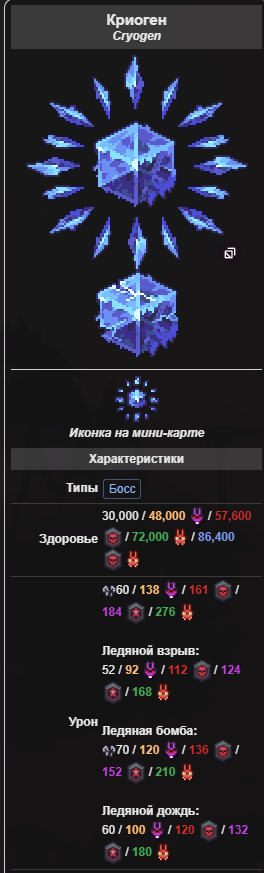 Криоген
Cryogen
Иконка на мини-карте
Характеристики
Типы Босс
Здоровье
30,000 / 48,000 / 57,600
/ 72,000 / 86,400
Урон
60 / 138 / 161 /
184 / 276
Ледяной взрыв:
52 / 92 / 112 / 124
/ 168
Ледяная бомба:
70 / 120 / 136 /
152 / 210
Ледяной дождь:
60 / 100 / 120 / 132
/ 180